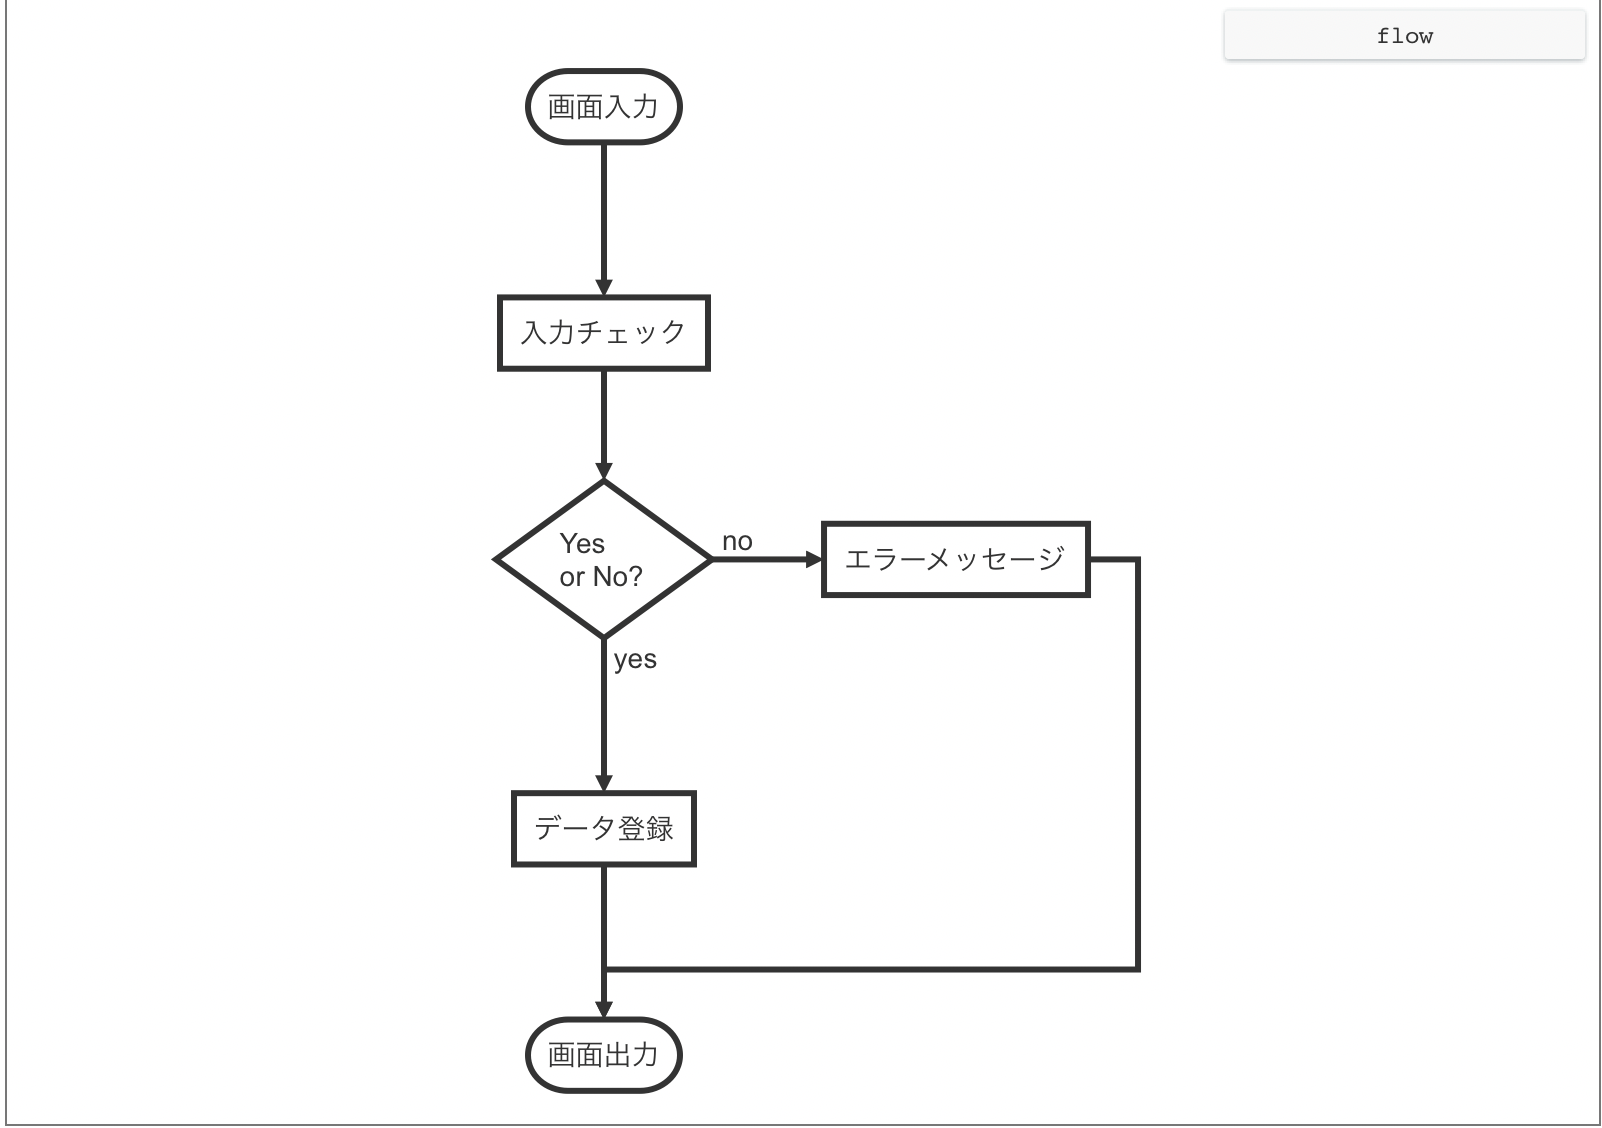 flow
画面入力
入力チェック
Yes
or No?
no
エラーメッセージ
yes
データ登録
画面出力